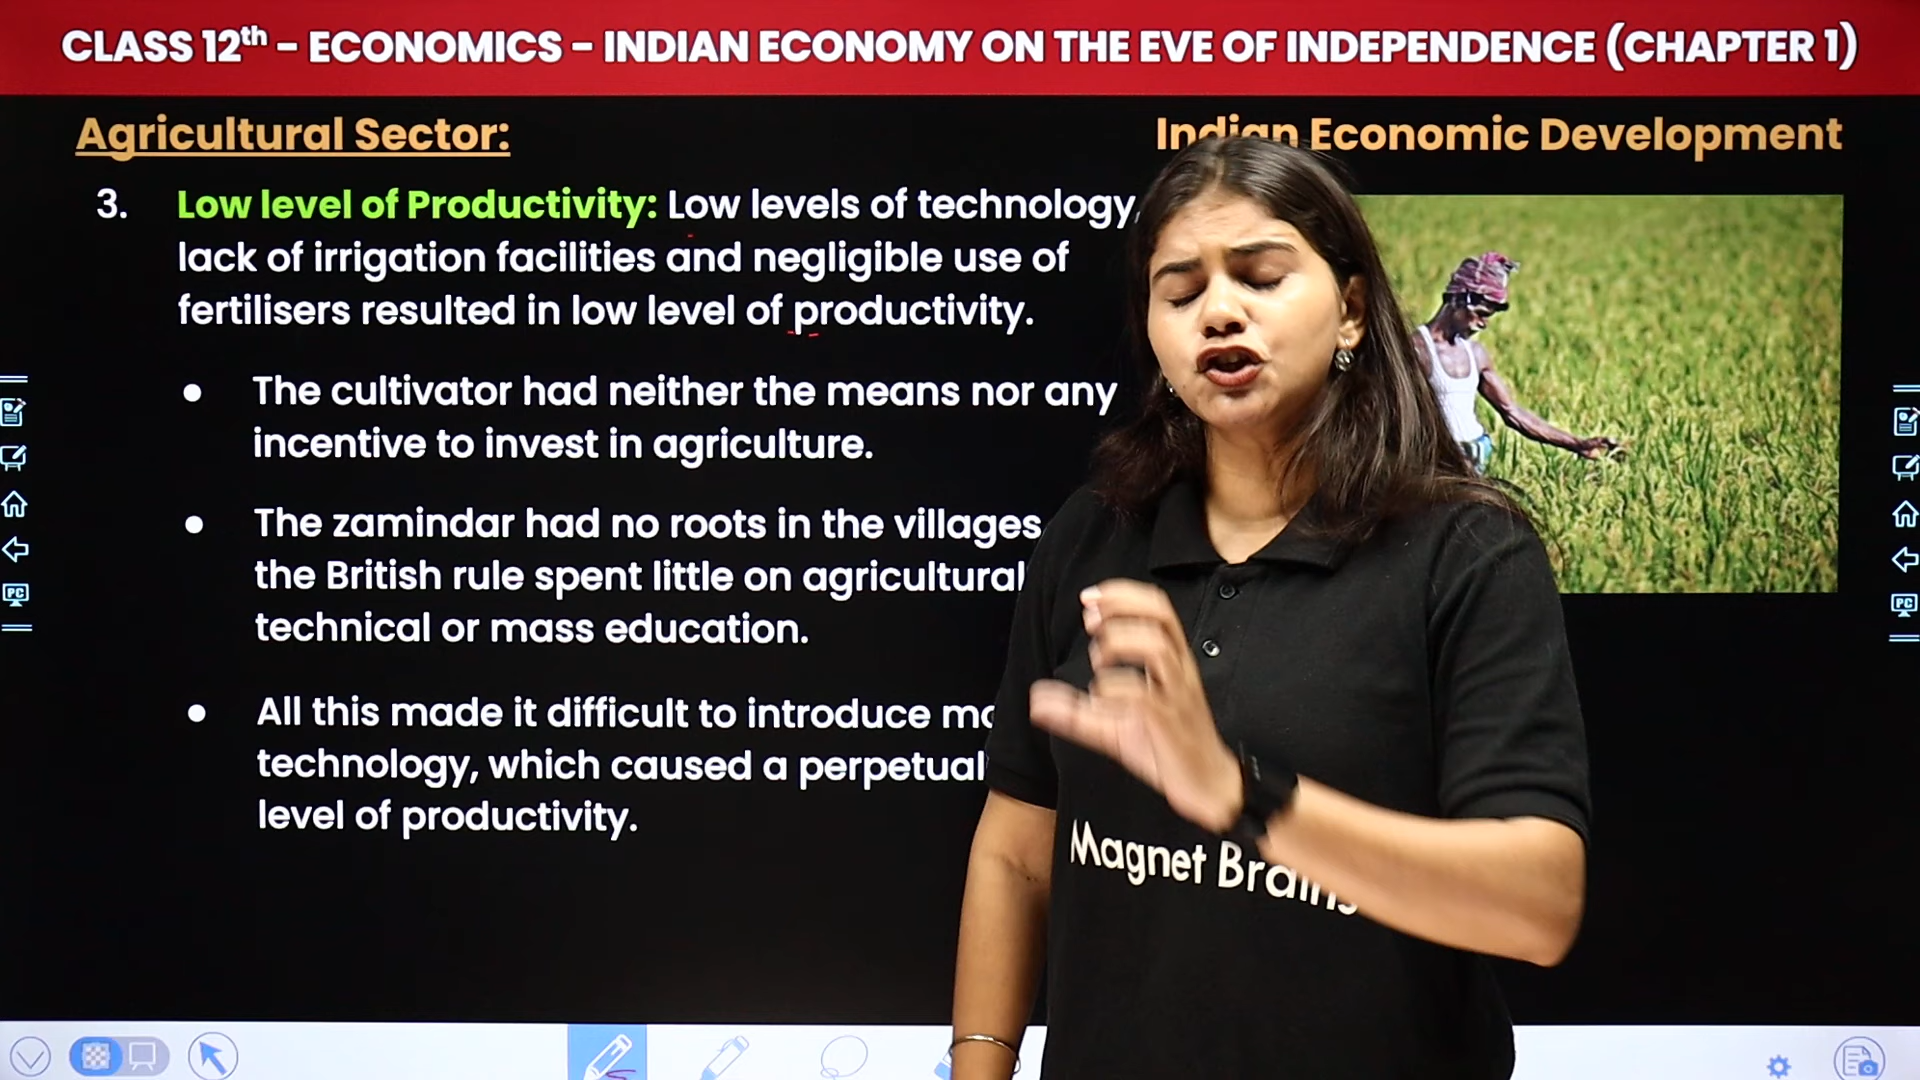 CLASS 12th – ECONOMICS – INDIAN ECONOMY ON THE EVE OF INDEPENDENCE (CHAPTER 1)
Agricultural Sector:
Indian Economic Development
3. Low level of Productivity: Low levels of technology,
lack of irrigation facilities and negligible use of
fertilisers resulted in low level of productivity.
• The cultivator had neither the means nor any
incentive to invest in agriculture.
• The zamindar had no roots in the villages
the British rule spent little on agricultural
technical or mass education.
• All this made it difficult to introduce
technology, which caused a perpetual
level of productivity.
Magnet Brains
PC
PC